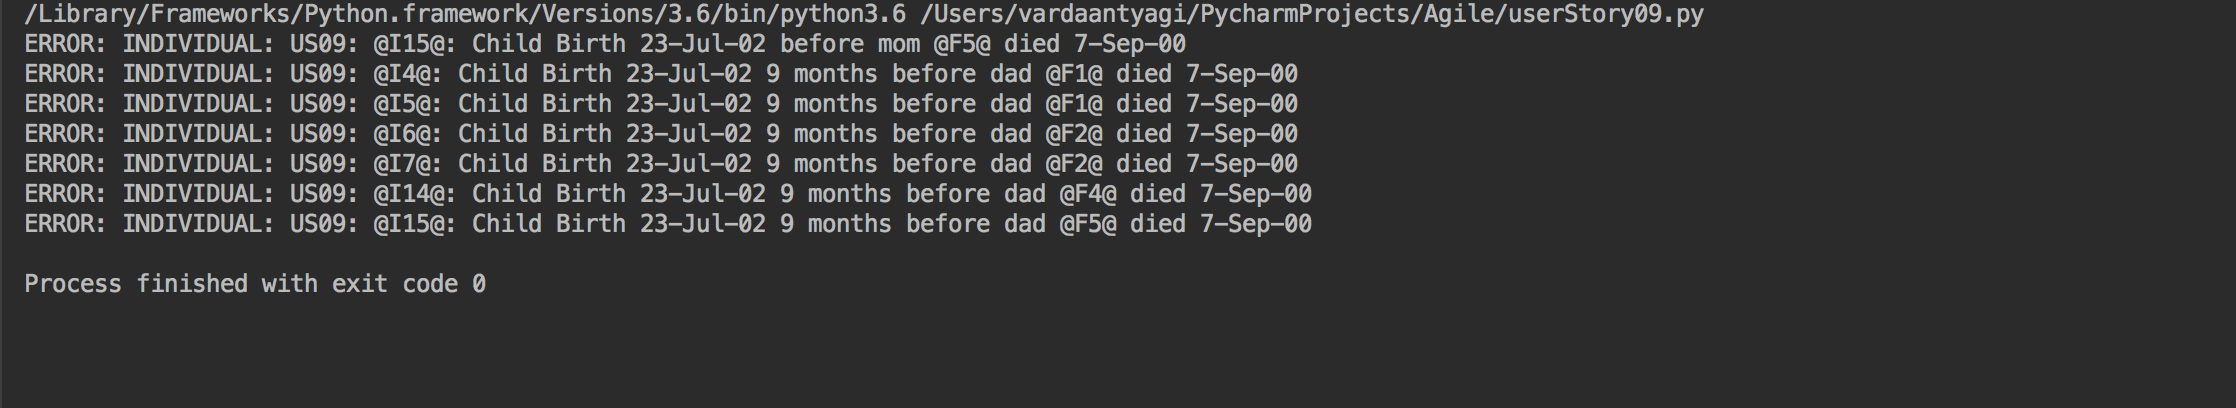 /Library/Frameworks/Python.framework/Versions/3.6/bin/python3.6 /Users/vardaantyagi/PycharmProjects/Agile/userStory09.py
ERROR: INDIVIDUAL: US09: @I15@: Child Birth 23-Jul-02 before mom @F5@ died 7-Sep-00
ERROR: INDIVIDUAL: US09: @I4@: Child Birth 23-Jul-02 9 months before dad @F1@ died 7-Sep-00
ERROR: INDIVIDUAL: US09: @I5@: Child Birth 23-Jul-02 9 months before dad @F1@ died 7-Sep-00
ERROR: INDIVIDUAL: US09: @I6@: Child Birth 23-Jul-02 9 months before dad @F2@ died 7-Sep-00
ERROR: INDIVIDUAL: US09: @I7@: Child Birth 23-Jul-02 9 months before dad @F2@ died 7-Sep-00
ERROR: INDIVIDUAL: US09: @I14@: Child Birth 23-Jul-02 9 months before dad @F4@ died 7-Sep-00
ERROR: INDIVIDUAL: US09: @I15@: Child Birth 23-Jul-02 9 months before dad @F5@ died 7-Sep-00
Process finished with exit code 0